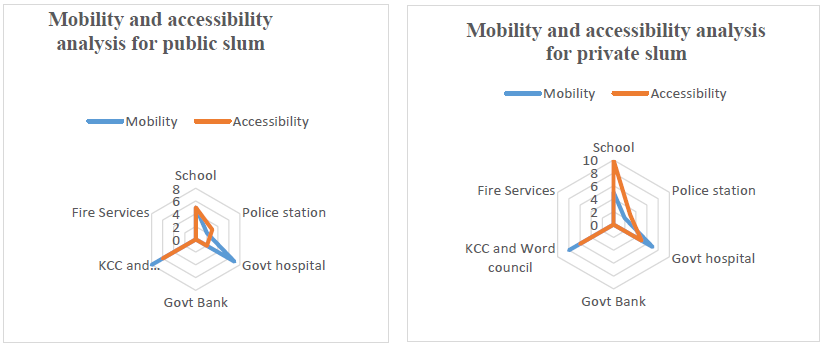 Mobility and accessibility
analysis for public slum
Mobility
Accessibility
School
8
6
4
2
0
Fire Services
Police station
KCC and...
Govt hospital
Govt Bank
Mobility and accessibility analysis
for private slum
Mobility
Accessibility
School
10
8
6
4
2
0
Fire Services
Police station
KCC and Word
council
Govt hospital
Govt Bank